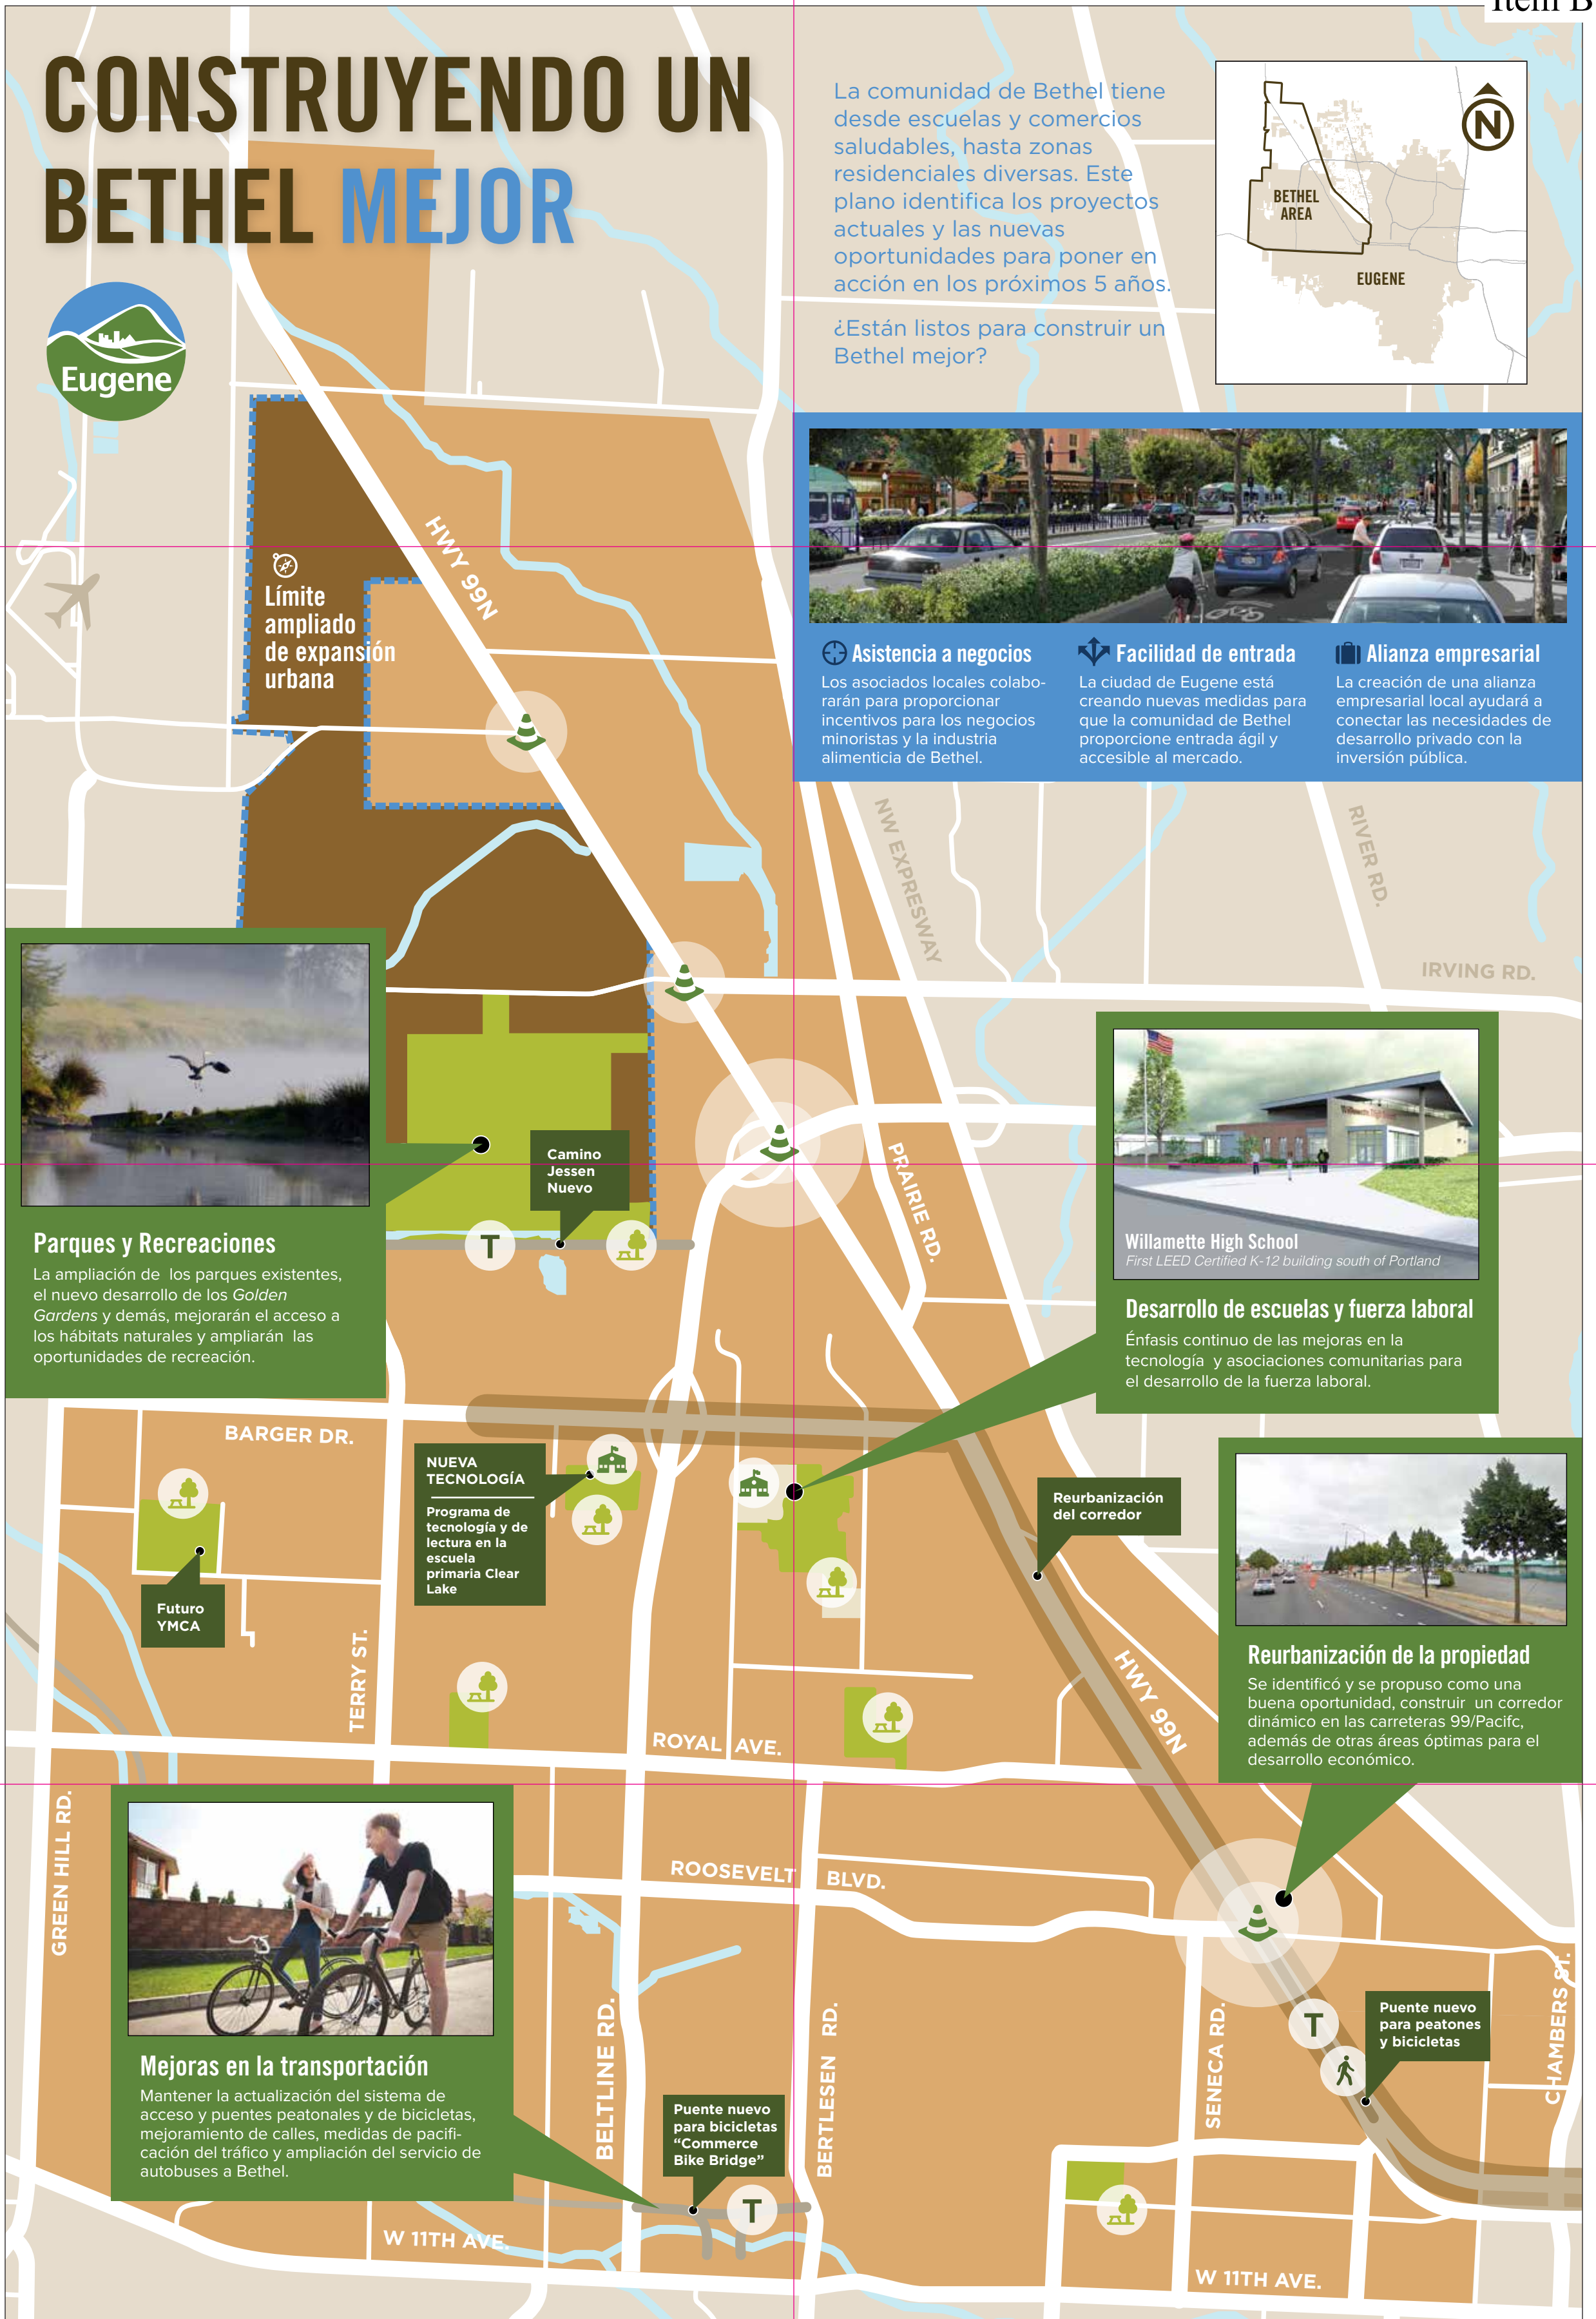 Item B
CONSTRUYENDO UN
BETHEL MEJOR
Eugene
La comunidad de Bethel tiene
desde escuelas y comercios
saludables, hasta zonas
residenciales diversas. Este
plano identifica los proyectos
actuales y las nuevas
oportunidades para poner en
acción en los próximos 5 años.
¿Están listos para construir un
Bethel mejor?
N
BETHEL
AREA
EUGENE
Asistencia a negocios
Los asociados locales colabo-
rarán para proporcionar
incentivos para los negocios
minoristas y la industria
alimenticia de Bethel.
Facilidad de entrada
La ciudad de Eugene está
creando nuevas medidas para
que la comunidad de Bethel
proporcione entrada ágil y
accesible al mercado.
Alianza empresarial
La creación de una alianza
empresarial local ayudará a
conectar las necesidades de
desarrollo privado con la
inversión pública.
HWY 99N
Límite
ampliado
de expansión
urbana
NW EXPRESWAY
RIVER RD.
IRVING RD.
Parques y Recreaciones
La ampliación de los parques existentes,
el nuevo desarrollo de los Golden
Gardens y demás, mejorarán el acceso a
los hábitats naturales y ampliarán las
oportunidades de recreación.
Camino
Jessen
Nuevo
T
PRAIRIE RD.
Willamette High School
Willamette High School
First LEED Certified K-12 building south of Portland
Desarrollo de escuelas y fuerza laboral
Énfasis continuo de las mejoras en la
tecnología y asociaciones comunitarias para
el desarrollo de la fuerza laboral.
BARGER DR.
NUEVA
TECNOLOGÍA
Programa de
tecnología y de
lectura en la
escuela
primaria Clear
Lake
Futuro
YMCA
Reurbanización
del corredor
Reurbanización de la propiedad
Se identificó y se propuso como una
buena oportunidad, construir un corredor
dinámico en las carreteras 99/Pacifc,
además de otras áreas óptimas para el
desarrollo económico.
TERRY ST.
HWY 99N
ROYAL AVE.
GREEN HILL RD.
ROOSEVELT BLVD.
Mejoras en la transportación
Mantener la actualización del sistema de
acceso y puentes peatonales y de bicicletas,
mejoramiento de calles, medidas de pacifi-
cación del tráfico y ampliación del servicio de
autobuses a Bethel.
BELTLINE RD.
BERTLESEN RD.
SENECA RD.
CHAMBERS ST.
T
Puente nuevo
para peatones
y bicicletas
Puente nuevo
para bicicletas
“Commerce
Bike Bridge”
T
W 11TH AVE.
W 11TH AVE.